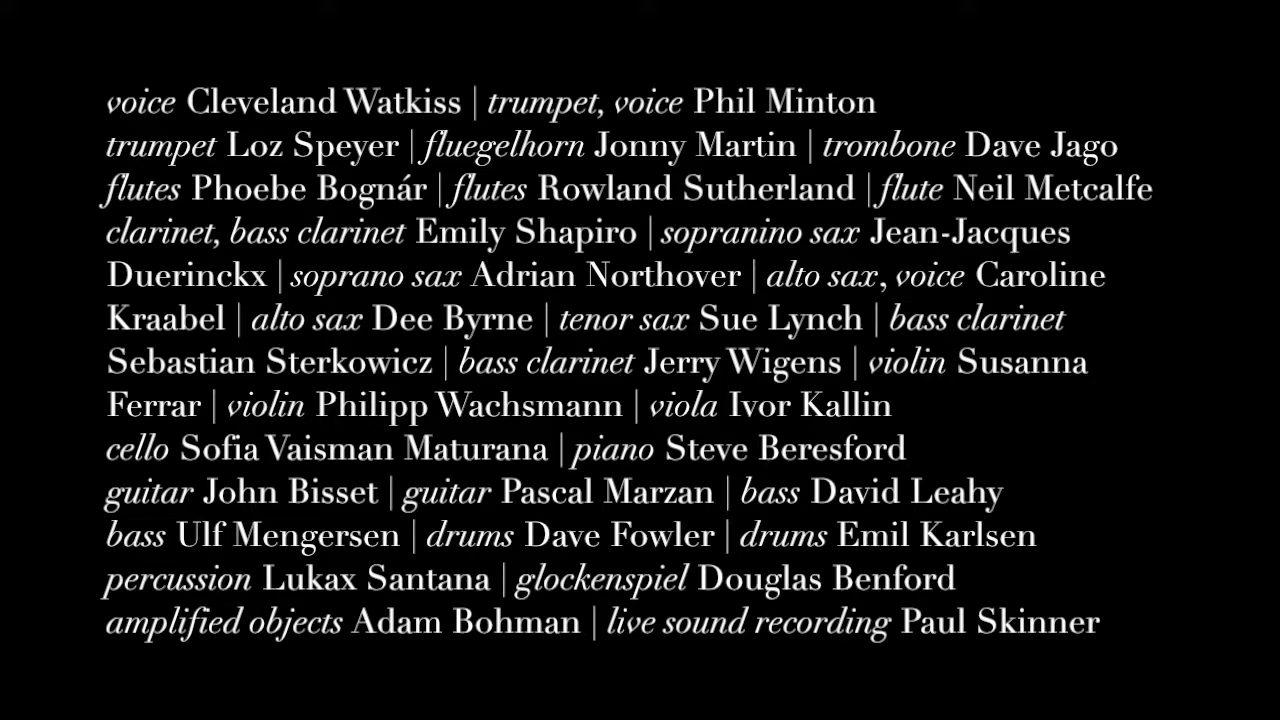 voice Cleveland Watkiss | trumpet, voice Phil Minton
trumpet Loz Speyer | fluegelhorn Jonny Martin | trombone Dave Jago
flutes Phoebe Bognár | flutes Rowland Sutherland | flute Neil Metcalfe
clarinet, bass clarinet Emily Shapiro | sopranino sax Jean-Jacques
Duerinckx | soprano sax Adrian Northover | alto sax, voice Caroline
Kraabel | alto sax Dee Byrne | tenor sax Sue Lynch | bass clarinet
Sebastian Sterkowicz | bass clarinet Jerry Wigens | violin Susanna
Ferrar | violin Philipp Wachsmann | viola Ivor Kallin
cello Sofia Vaisman Maturana | piano Steve Beresford
guitar John Bisset | guitar Pascal Marzan | bass David Leahy
bass Ulf Mengersen | drums Dave Fowler | drums Emil Karlsen
percussion Lukax Santana | glockenspiel Douglas Benford
amplified objects Adam Bohman | live sound recording Paul Skinner